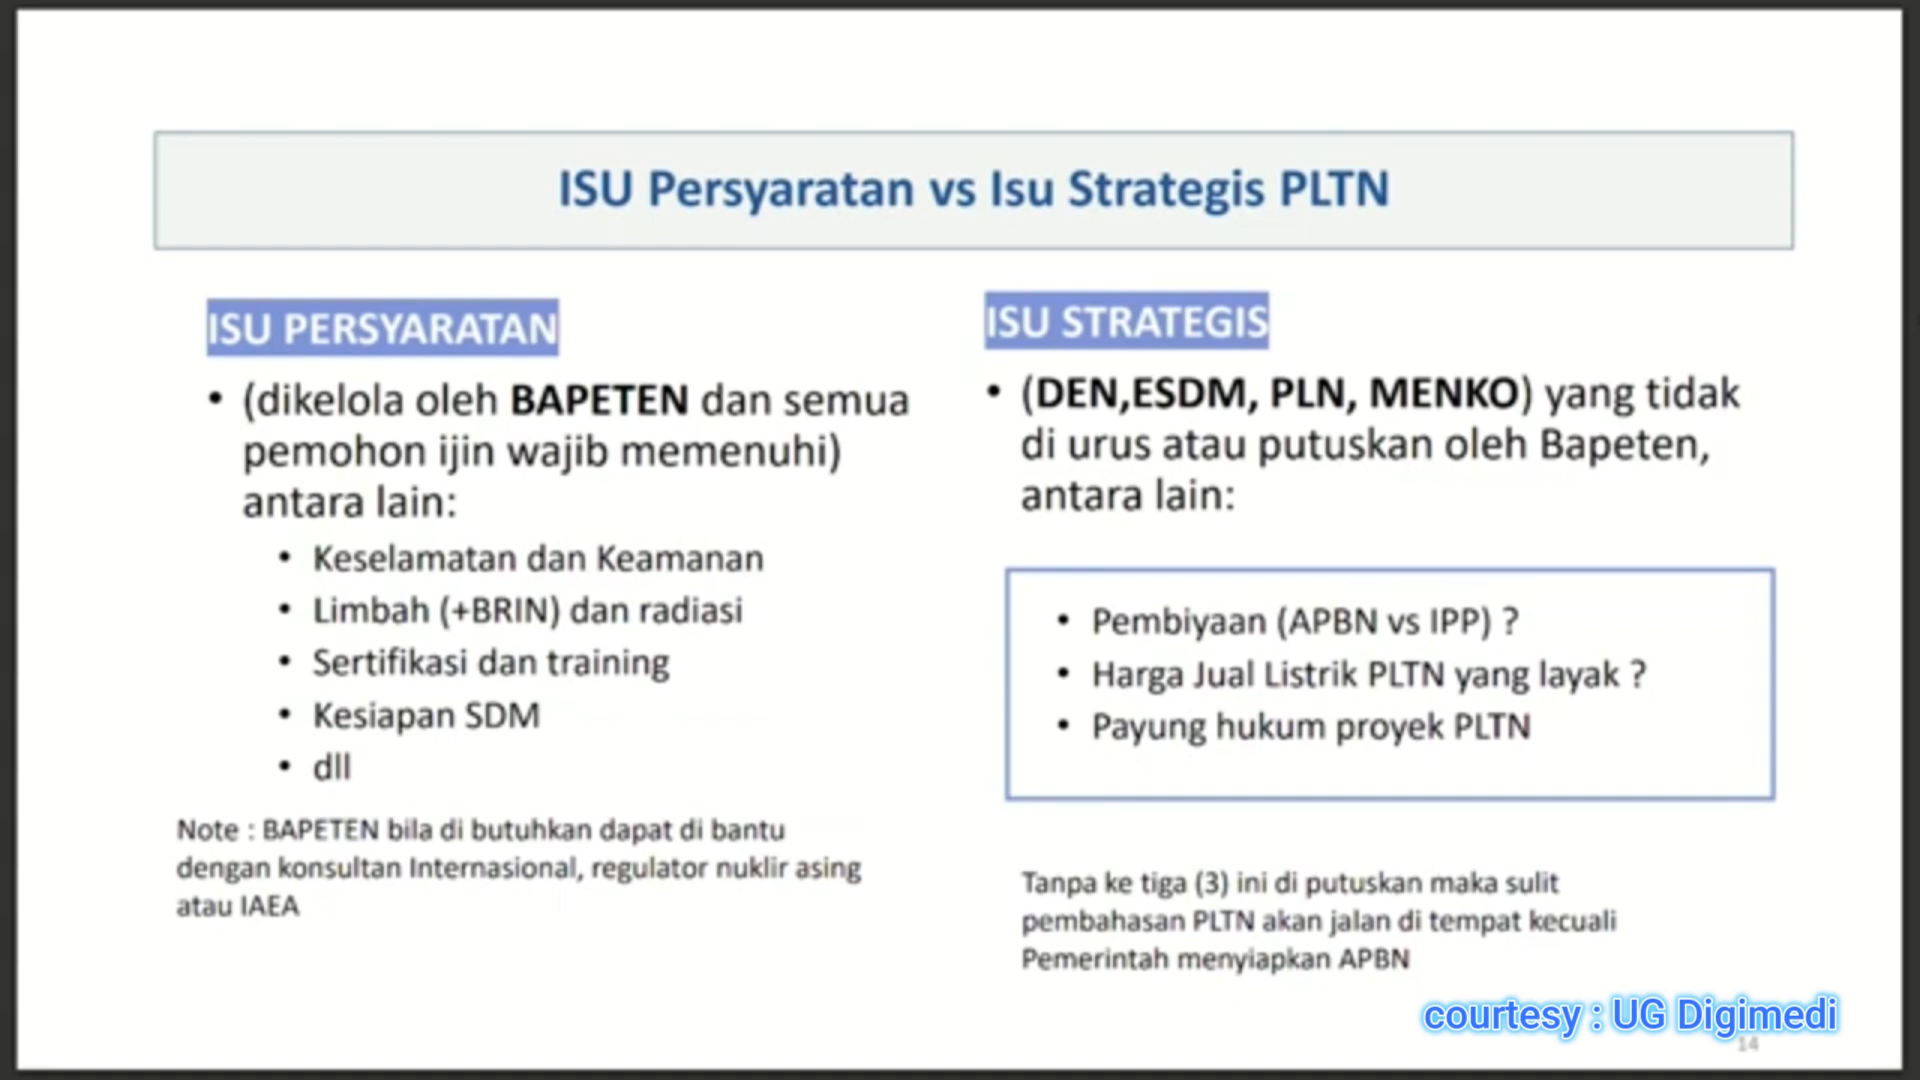 ISU Persyaratan vs Isu Strategis PLTN
ISU PERSYARATAN
• (dikelola oleh BAPETEN dan semua
pemohon ijin wajib memenuhi)
antara lain:
• Keselamatan dan Keamanan
• Limbah (+BRIN) dan radiasi
• Sertifikasi dan training
• Kesiapan SDM
• dll
Note : BAPETEN bila di butuhkan dapat di bantu
dengan konsultan Internasional, regulator nuklir asing
atau IAEA
ISU STRATEGIS
• (DEN,ESDM, PLN, MENKO) yang tidak
di urus atau putuskan oleh Bapeten,
antara lain:
• Pembiyaan (APBN vs IPP) ?
• Harga Jual Listrik PLTN yang layak ?
• Payung hukum proyek PLTN
Tanpa ke tiga (3) ini di putuskan maka sulit
pembahasan PLTN akan jalan di tempat kecuali
Pemerintah menyiapkan APBN
courtesy : UG Digimedi
14